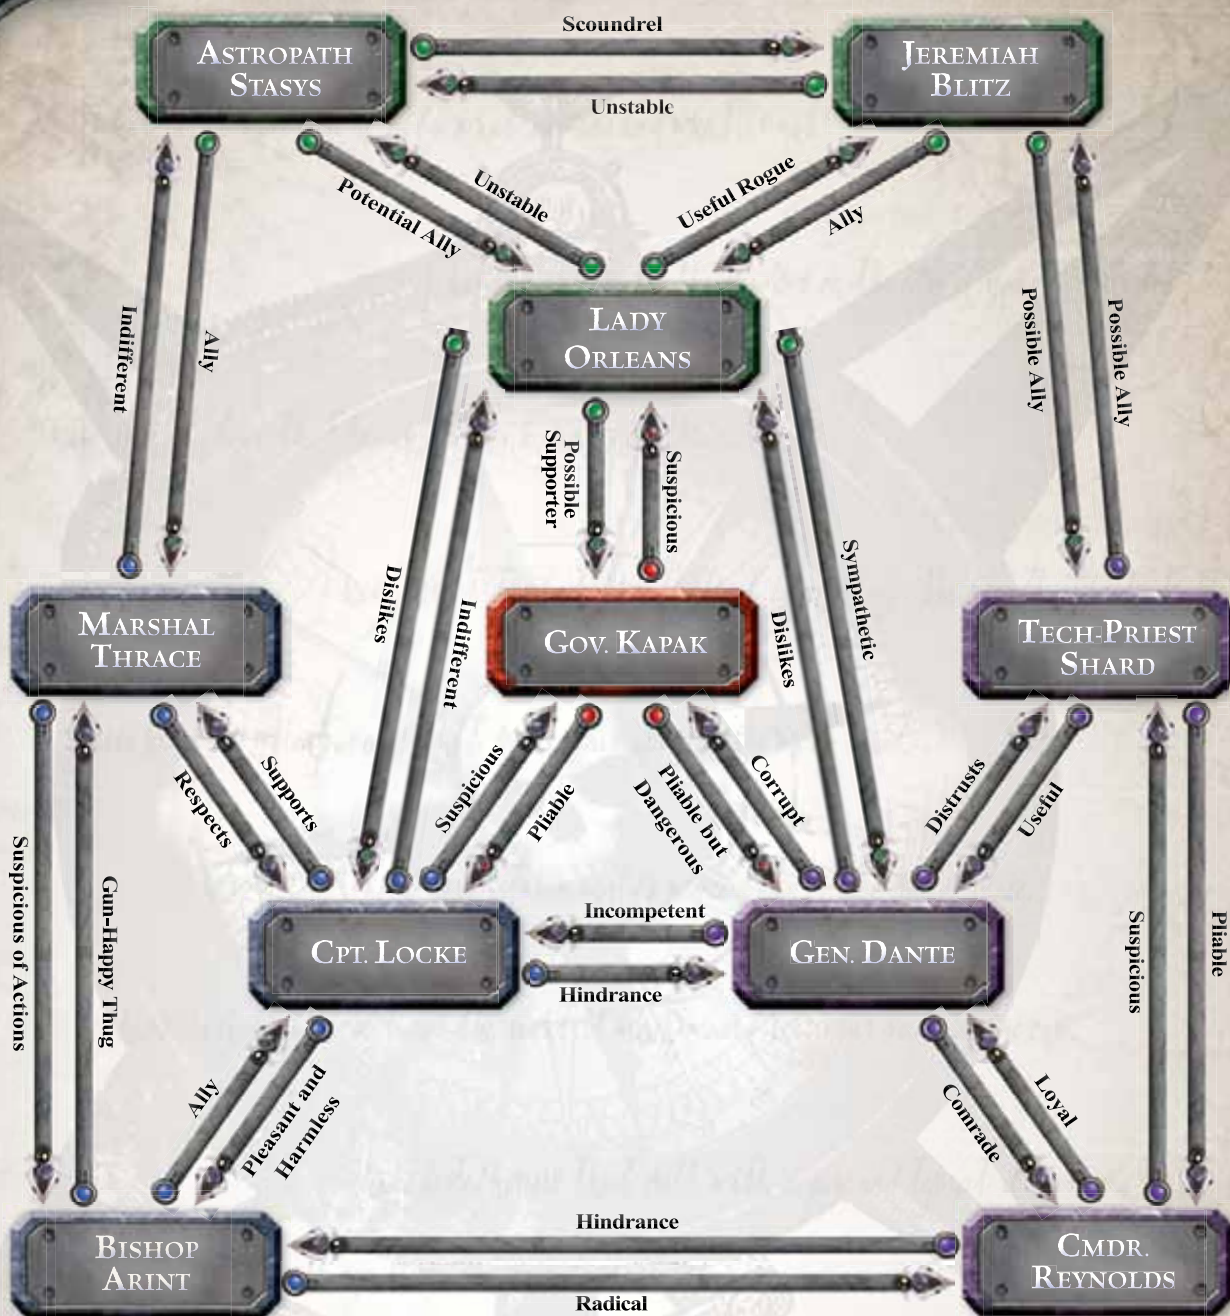 Scoundrel
ASTROPATH
STASYS
JEREMIAH
BLITZ
Unstable
Potential Ally
Unstable
Useful Rogue
Ally
Indifferent
Ally
LADY
ORLEANS
Possible Ally
Possible Ally
Possible
Supporter
Suspicious
Dislikes
Indifferent
Dislikes
Sympathetic
MARSHAL
THRACE
GOV. KAPAK
TECH-PRIEST
SHARD
Respects
Supports
Suspicious
Pliable
Pliable but
Dangerous
Corrupt
Distrusts
Useful
Suspicious of Actions
Gun-Happy Thug
Incompetent
CPT. LOCKE
GEN. DANTE
Hindrance
Suspicious
Pliable
Ally
Pleasant and
Harmless
Comrade
Loyal
Hindrance
BISHOP
ARINT
CMDR.
REYNOLDS
Radical